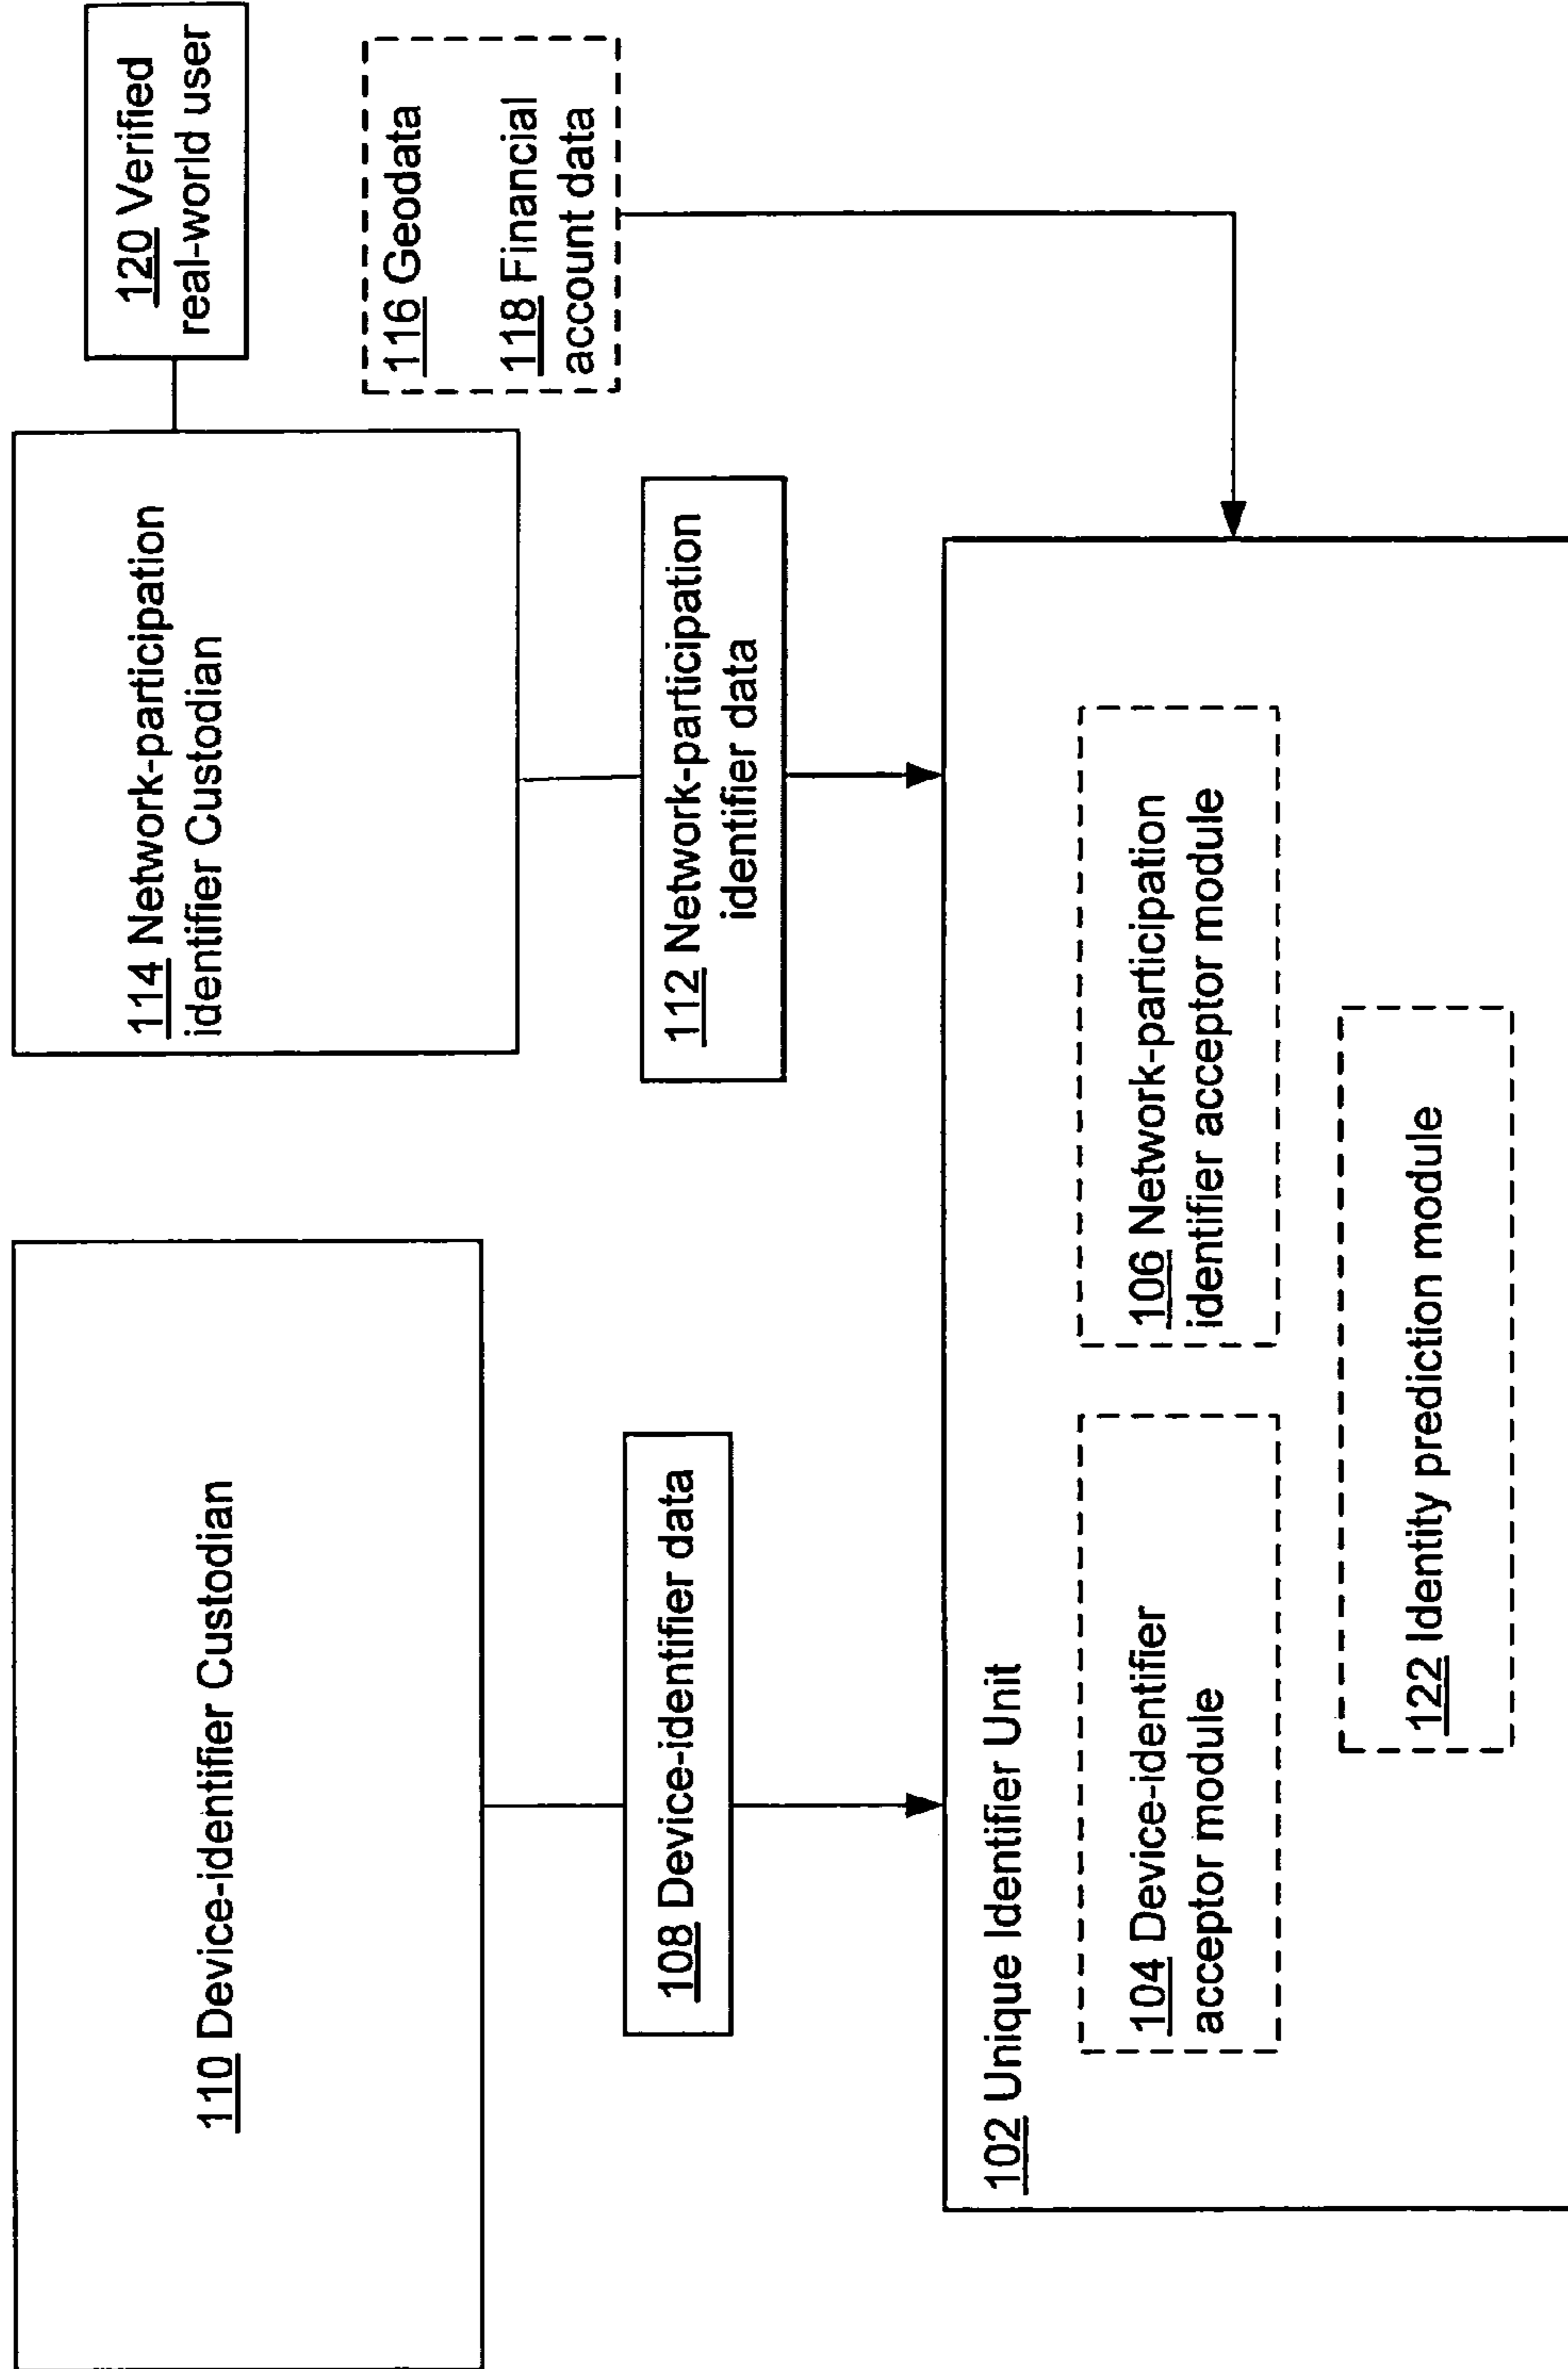 110 Device-identifier Custodian
114 Network-participation
identifier Custodian
120 Verified
real-world user
116 Geodata
118 Financial
account data
108 Device-identifier data
112 Network-participation
identifier data
102 Unique Identifier Unit
104 Device-identifier
acceptor module
106 Network-participation
identifier acceptor module
122 Identity prediction module